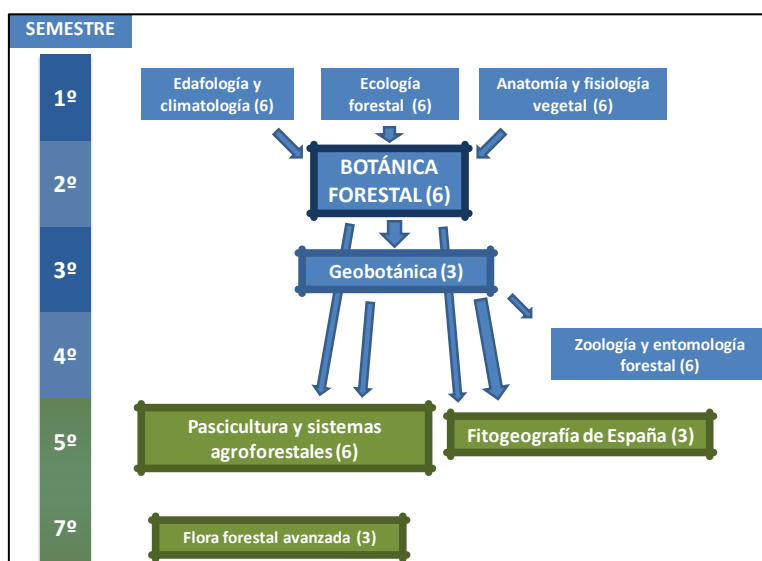 SEMESTRE
1º
Edafología y
climatología (6)
Ecología
forestal (6)
Anatomía y fisiología
vegetal (6)
2º
BOTÁNICA
FORESTAL (6)
3º
Geobotánica (3)
4º
Zoología y entomología
forestal (6)
5º
Pascicultura y sistemas
agroforestales (6)
Fitogeografía de España (3)
7º
Flora forestal avanzada (3)